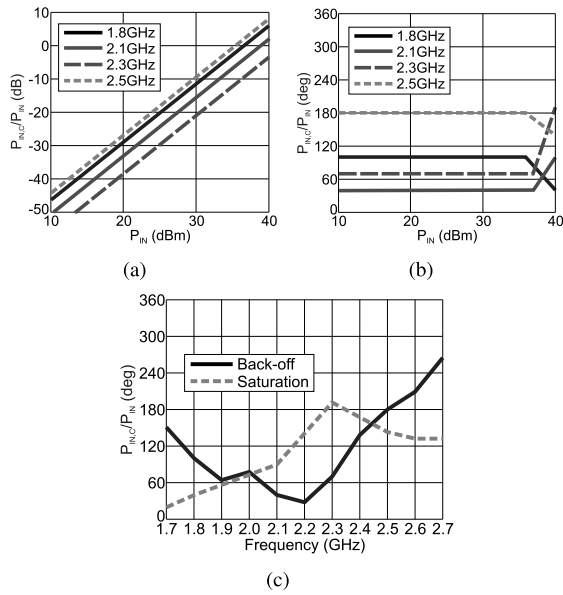 10
0
-10
-20
-30
-40
-50
10
20
30
40
P_IN,C/P_IN (dB)
P_IN (dBm)
1.8GHz
2.1GHz
2.3GHz
2.5GHz
(a)
360
300
240
180
120
60
0
10
20
30
40
P_IN,C/P_IN (deg)
P_IN (dBm)
1.8GHz
2.1GHz
2.3GHz
2.5GHz
(b)
360
300
240
180
120
60
0
1.7 1.8 1.9 2.0 2.1 2.2 2.3 2.4 2.5 2.6 2.7
P_IN,C/P_IN (deg)
Frequency (GHz)
Back-off
Saturation
(c)